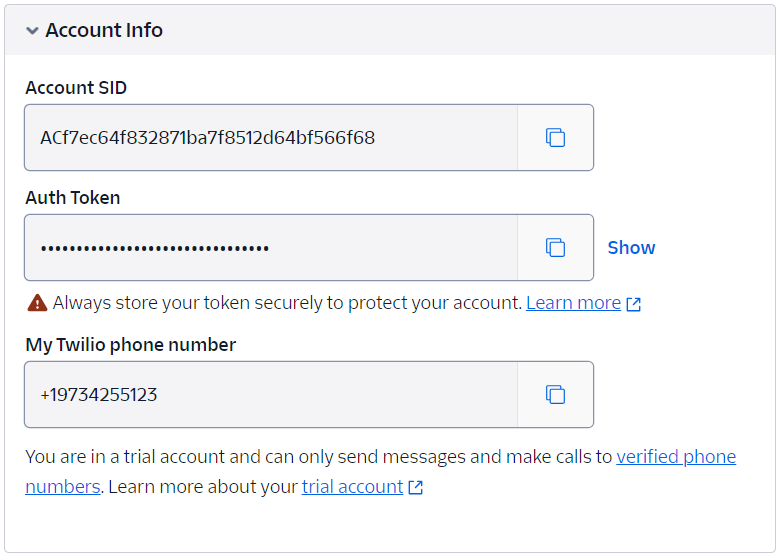 Account Info
Account SID
ACf7ec64f832871ba7f8512d64bf566f68
Auth Token
••••••••••••••••••••••••••••••••
Show
Always store your token securely to protect your account. Learn more
My Twilio phone number
+19734255123
You are in a trial account and can only send messages and make calls to verified phone
numbers. Learn more about your trial account